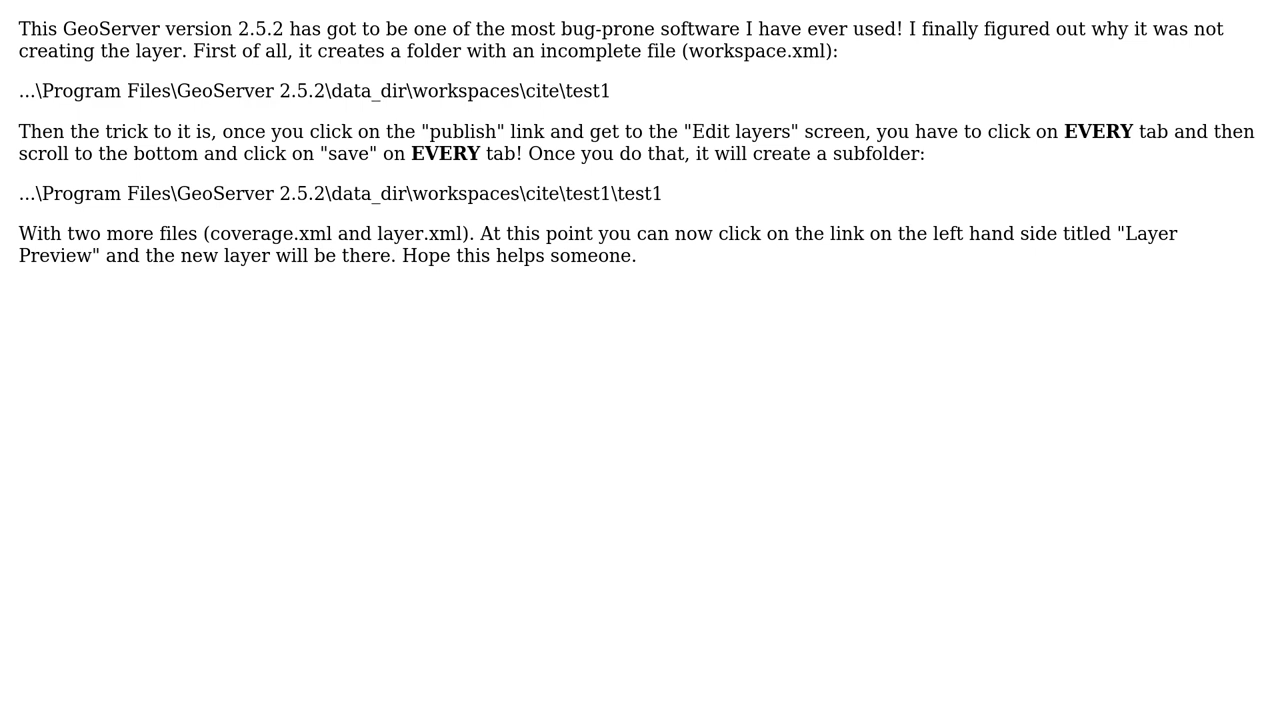 This GeoServer version 2.5.2 has got to be one of the most bug-prone software I have ever used! I finally figured out why it was not
creating the layer. First of all, it creates a folder with an incomplete file (workspace.xml):
...\Program Files\GeoServer 2.5.2\data_dir\workspaces\cite\test1
Then the trick to it is, once you click on the "publish" link and get to the "Edit layers" screen, you have to click on EVERY tab and then
scroll to the bottom and click on "save" on EVERY tab! Once you do that, it will create a subfolder:
...\Program Files\GeoServer 2.5.2\data_dir\workspaces\cite\test1\test1
With two more files (coverage.xml and layer.xml). At this point you can now click on the link on the left hand side titled "Layer
Preview" and the new layer will be there. Hope this helps someone.